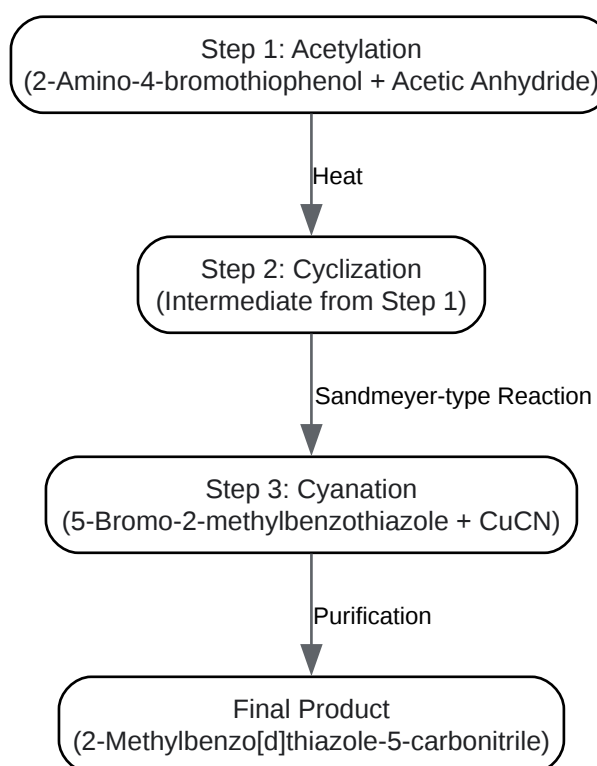 Step 1: Acetylation
(2-Amino-4-bromothiophenol + Acetic Anhydride)
Heat
Step 2: Cyclization
(Intermediate from Step 1)
Sandmeyer-type Reaction
Step 3: Cyanation
(5-Bromo-2-methylbenzothiazole + CuCN)
Purification
Final Product
(2-Methylbenzo[d]thiazole-5-carbonitrile)